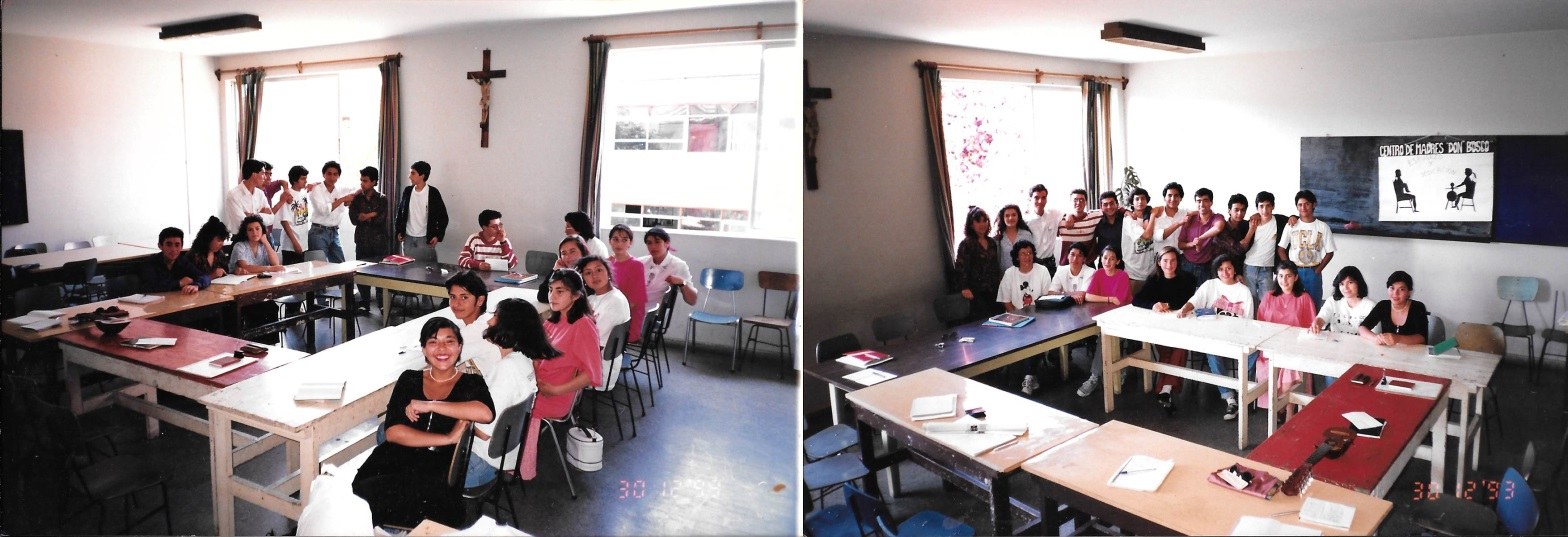 30 12 '93
CENTRO DE MADRES "DON BOSCO"
30 12 '93